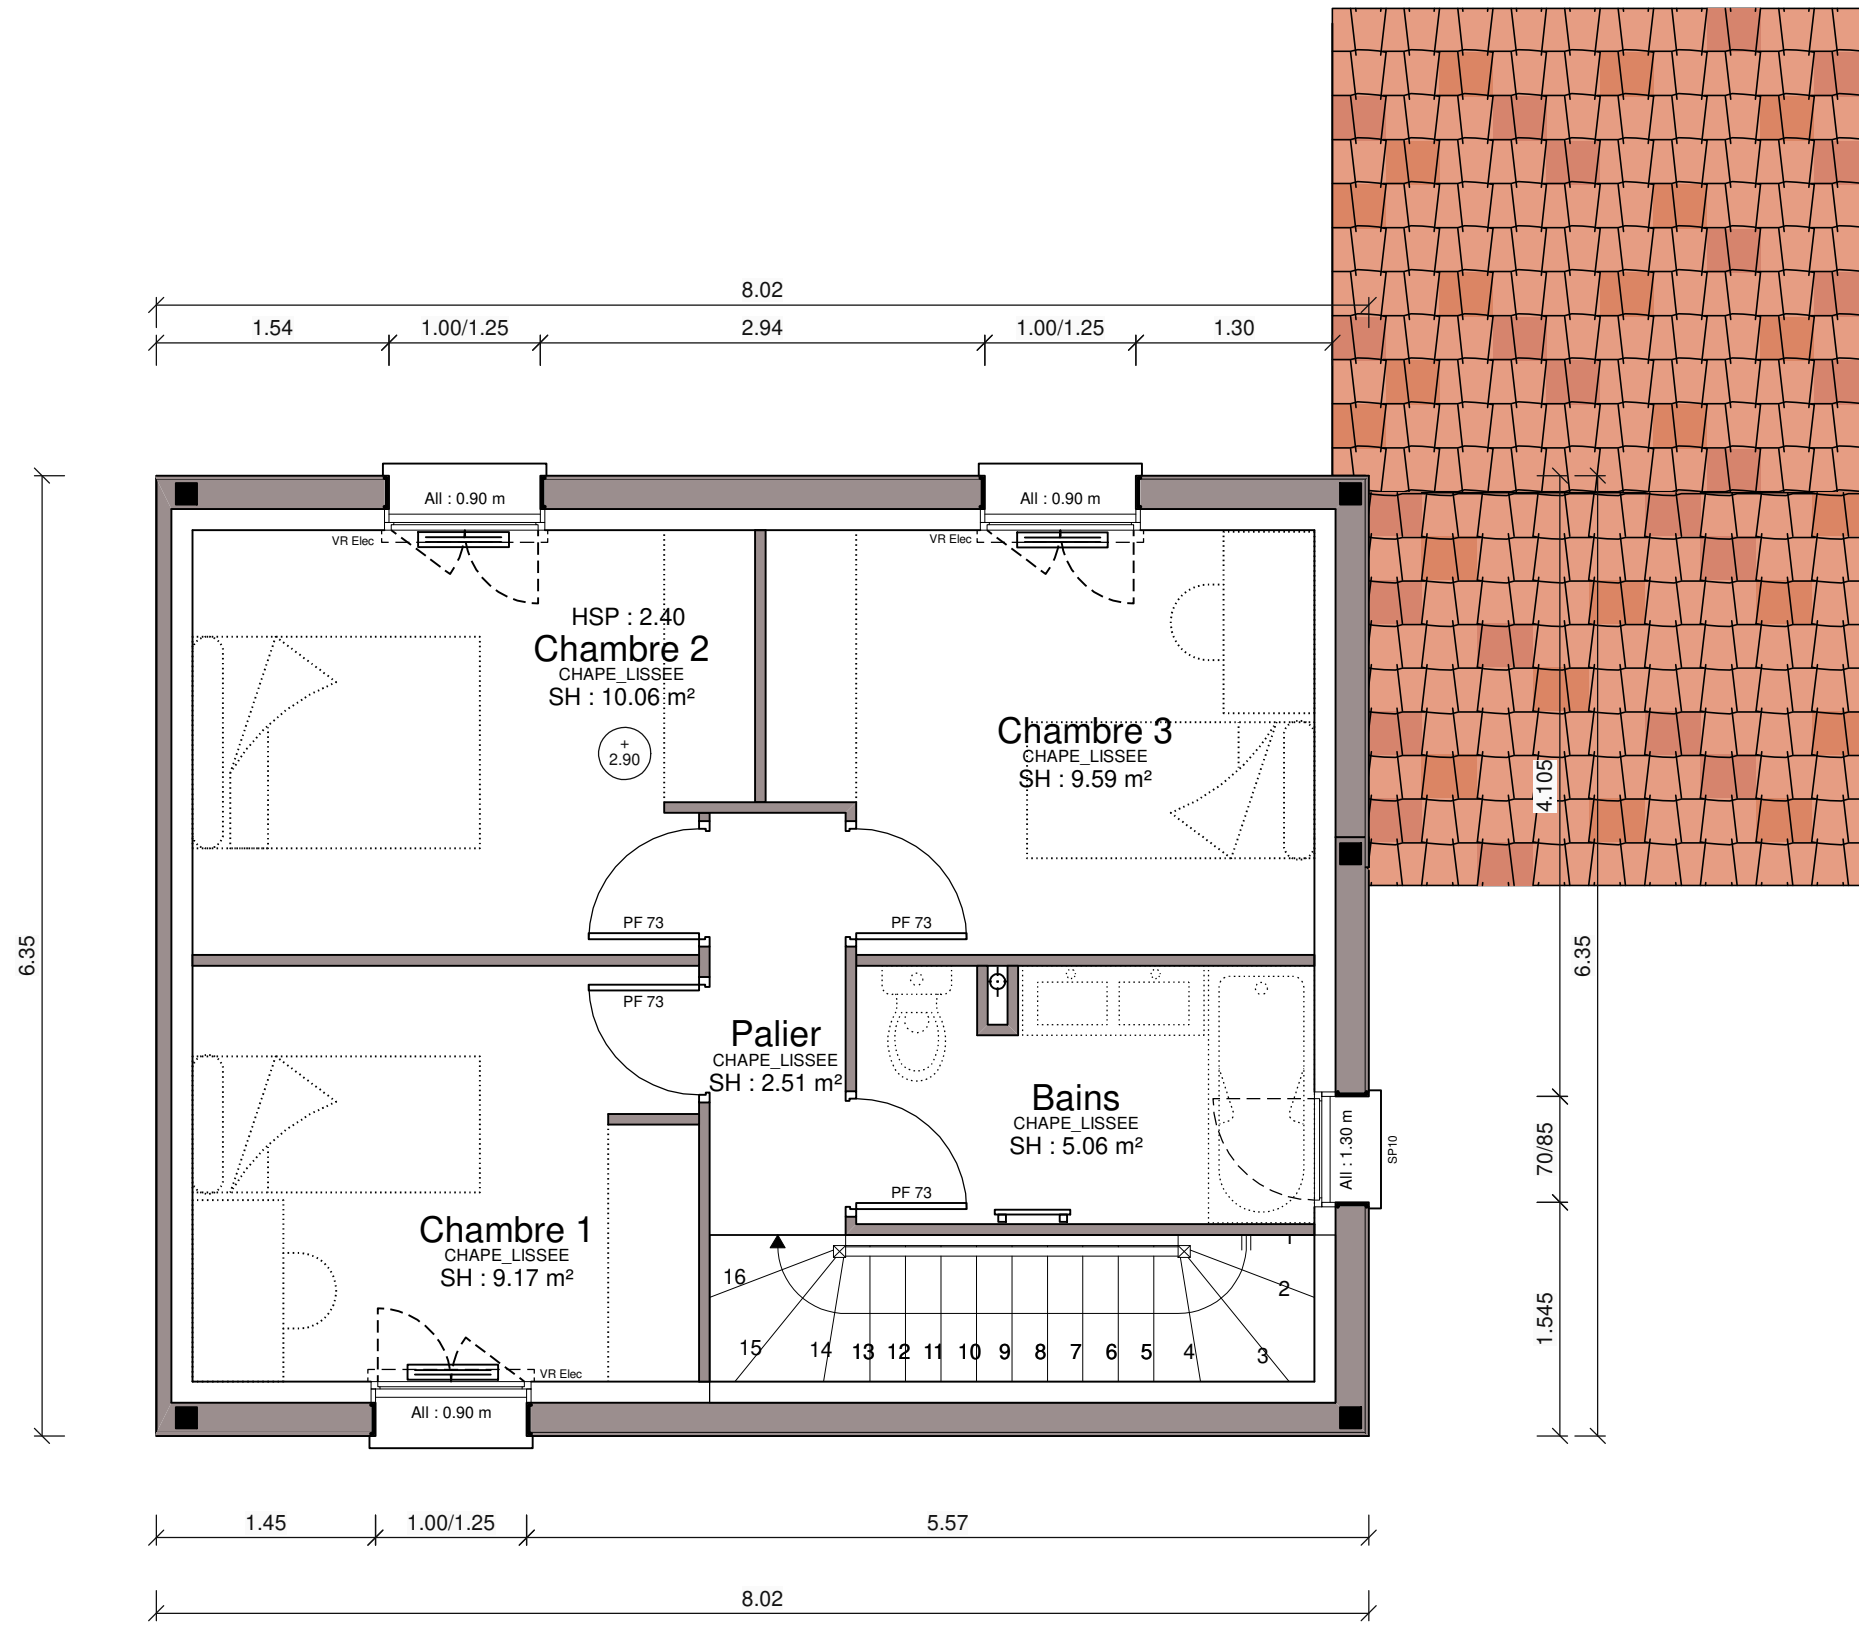 8.02
1.54
1.00/1.25
2.94
1.00/1.25
1.30
All : 0.90 m
All : 0.90 m
VR Elec
VR Elec
HSP : 2.40
Chambre 2
CHAPE_LISSEE
SH : 10.06 m²
+
2.90
Chambre 3
CHAPE_LISSEE
SH : 9.59 m²
4.105
6.35
6.35
PF 73
PF 73
PF 73
Palier
CHAPE_LISSEE
SH : 2.51 m²
Bains
CHAPE_LISSEE
SH : 5.06 m²
All : 1.30 m
SP10
70/85
PF 73
Chambre 1
CHAPE_LISSEE
SH : 9.17 m²
16
15
14
13
12
11
10
9
8
7
6
5
4
3
2
1
1.545
VR Elec
All : 0.90 m
1.45
1.00/1.25
5.57
8.02